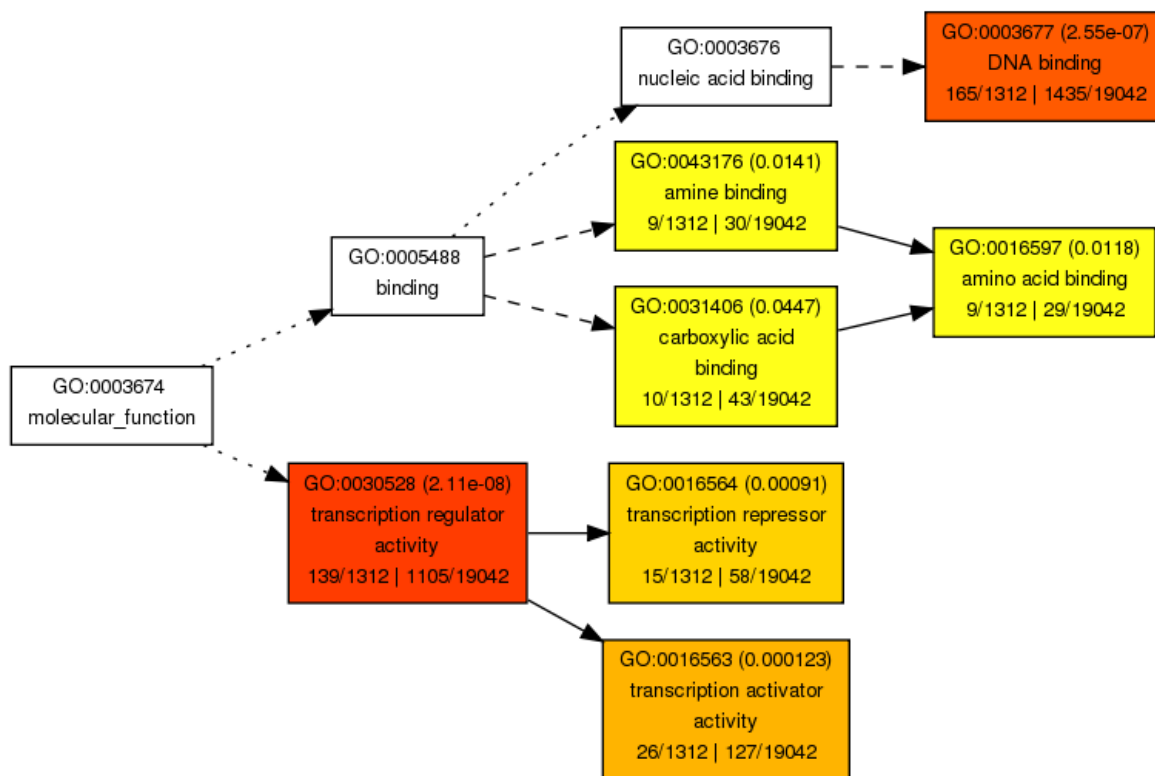 GO:0003676
nucleic acid binding
GO:0003677 (2.55e-07)
DNA binding
165/1312 | 1435/19042
GO:0043176 (0.0141)
amine binding
9/1312 | 30/19042
GO:0005488
binding
GO:0016597 (0.0118)
amino acid binding
9/1312 | 29/19042
GO:0031406 (0.0447)
carboxylic acid
binding
10/1312 | 43/19042
GO:0003674
molecular_function
GO:0030528 (2.11e-08)
transcription regulator
activity
139/1312 | 1105/19042
GO:0016564 (0.00091)
transcription repressor
activity
15/1312 | 58/19042
GO:0016563 (0.000123)
transcription activator
activity
26/1312 | 127/19042